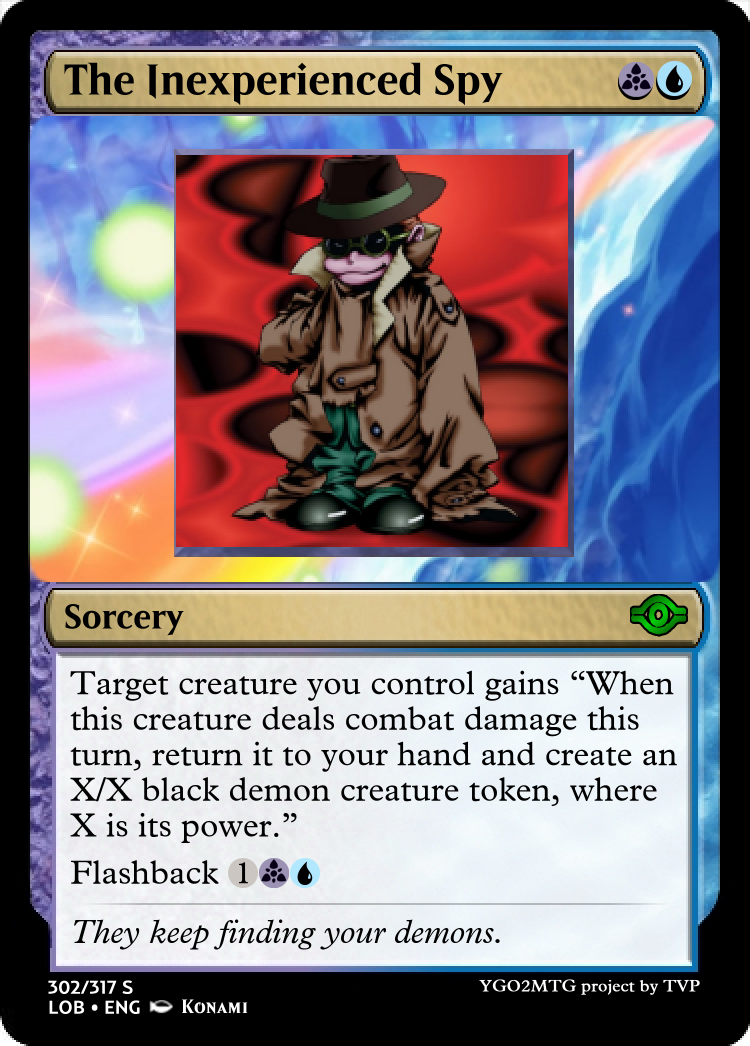 The Inexperienced Spy
Sorcery
Target creature you control gains “When
this creature deals combat damage this
turn, return it to your hand and create an
X/X black demon creature token, where
X is its power.”
Flashback 1
They keep finding your demons.
302/317 S
YGO2MTG project by TVP
LOB • ENG KONAMI